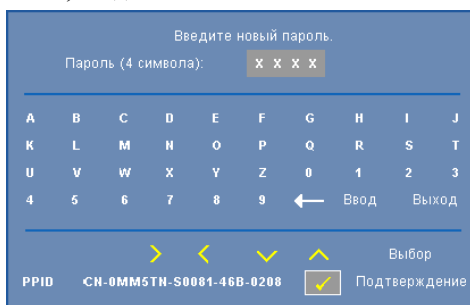 Введите новый пароль.
Пароль (4 символа): X X X X
A B C D E F G H I J
K L M N O P Q R S T
U V W X Y Z 0 1 2 3
4 5 6 7 8 9 Ввод Выход
Выбор
PPID CN-0MM5TN-S0081-46B-0208 Подтверждение